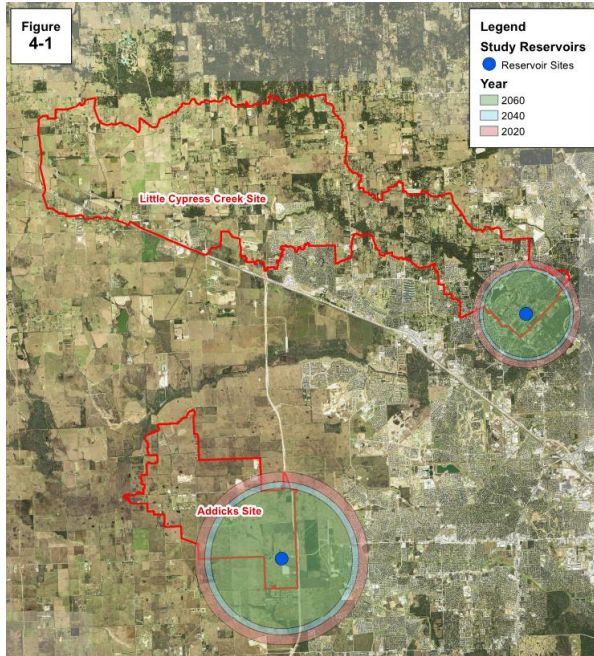 Figure
4-1
Legend
Study Reservoirs
Reservoir Sites
Year
2060
2040
2020
Little Cypress Creek Site
Addicks Site